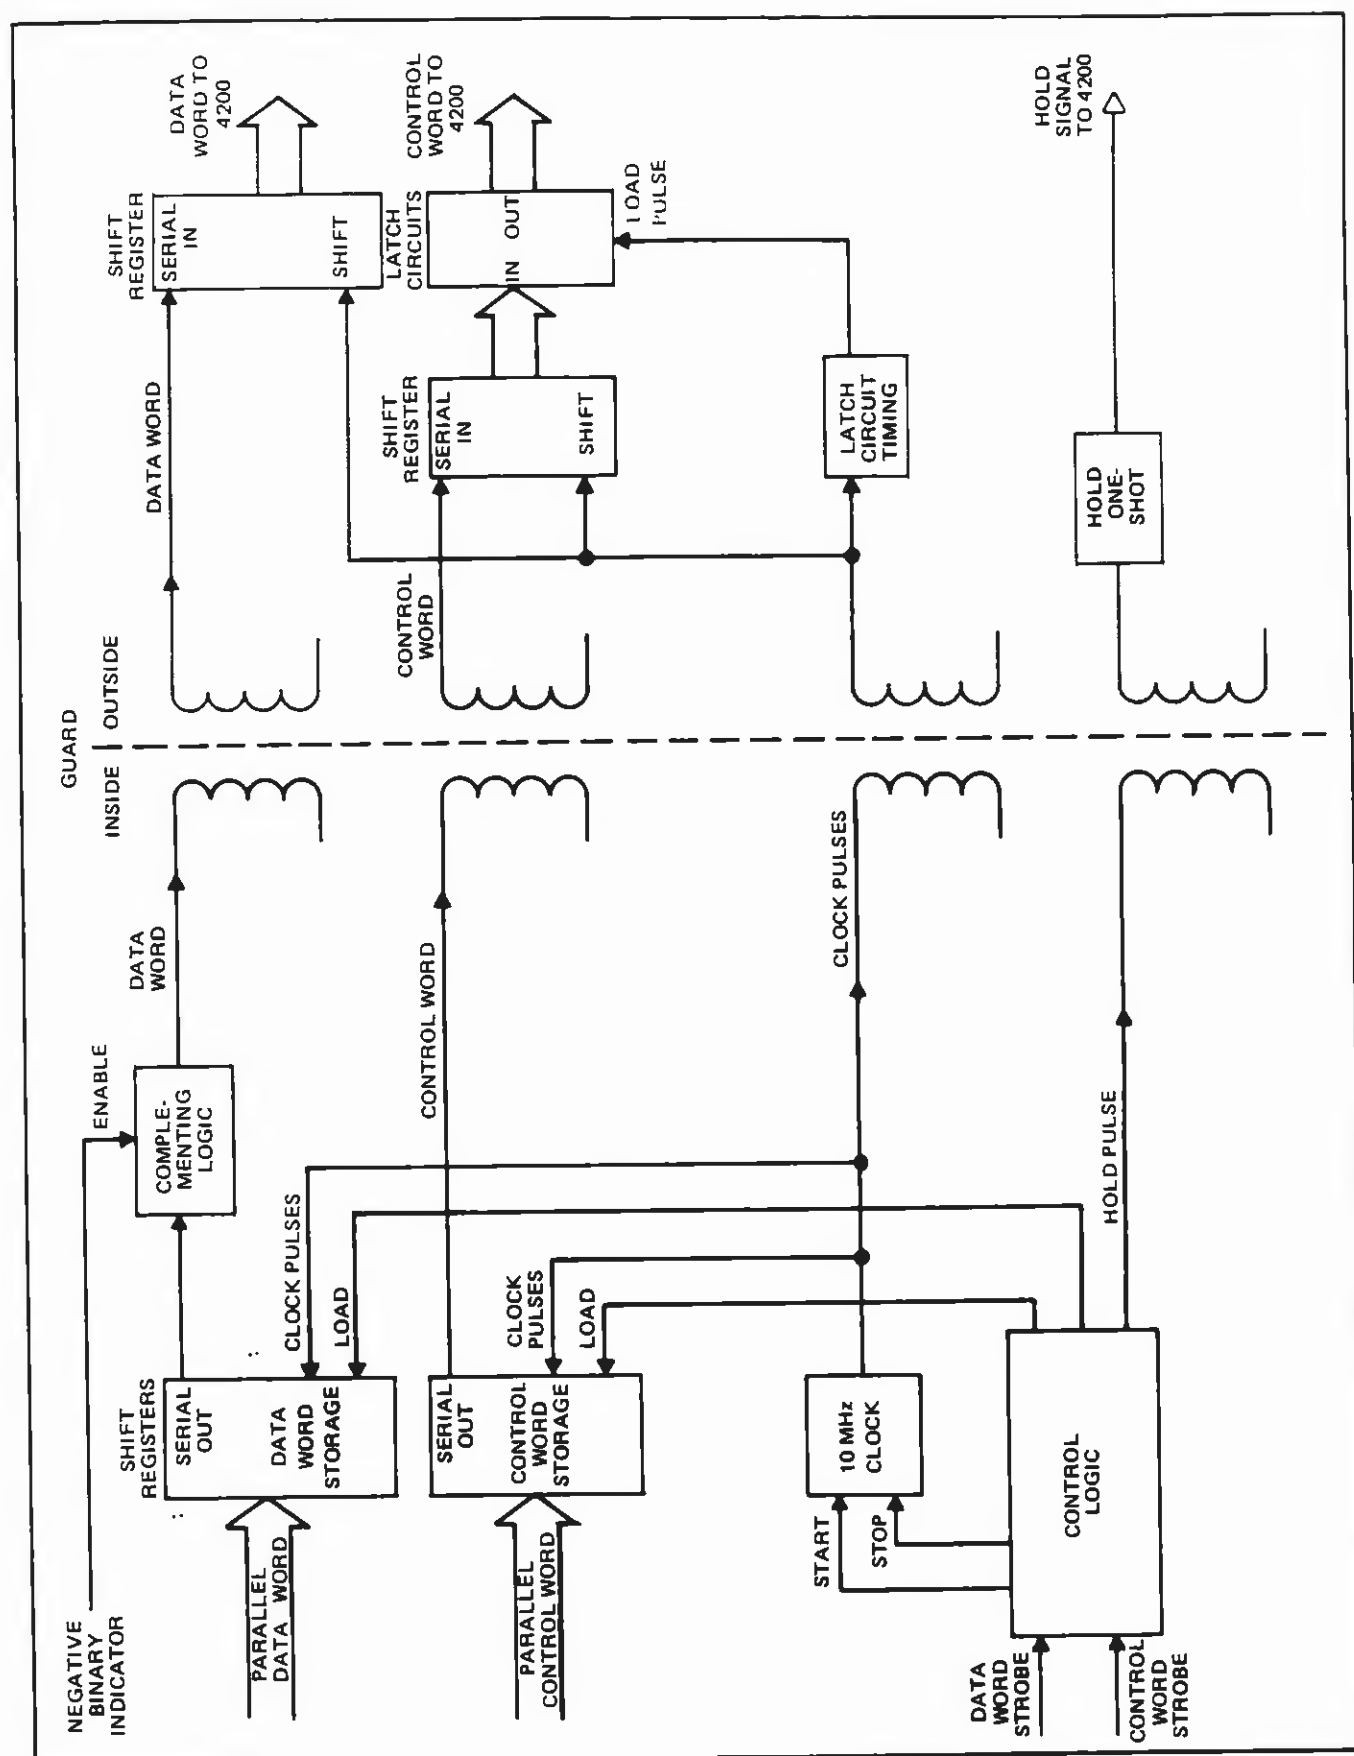 NEGATIVE
BINARY
INDICATOR
ENABLE
GUARD
INSIDE
OUTSIDE
PARALLEL
DATA WORD
SHIFT
REGISTERS
SERIAL
OUT
DATA
WORD
STORAGE
CLOCK PULSES
LOAD
COMPLE-
MENTING
LOGIC
DATA
WORD
DATA WORD
SHIFT
REGISTER
SERIAL
IN
SHIFT
DATA
WORD TO
4200
PARALLEL
CONTROL WORD
SERIAL
OUT
CONTROL
WORD
STORAGE
CLOCK
PULSES
LOAD
CONTROL WORD
CONTROL
WORD
SHIFT
REGISTER
SERIAL
IN
SHIFT
LATCH
CIRCUITS
IN OUT
CONTROL
WORD TO
4200
LOAD
PULSE
START
STOP
10 MHz
CLOCK
CLOCK PULSES
LATCH
CIRCUIT
TIMING
DATA
WORD
STROBE
CONTROL
WORD
STROBE
CONTROL
LOGIC
HOLD PULSE
HOLD
ONE-
SHOT
HOLD
SIGNAL
TO 4200